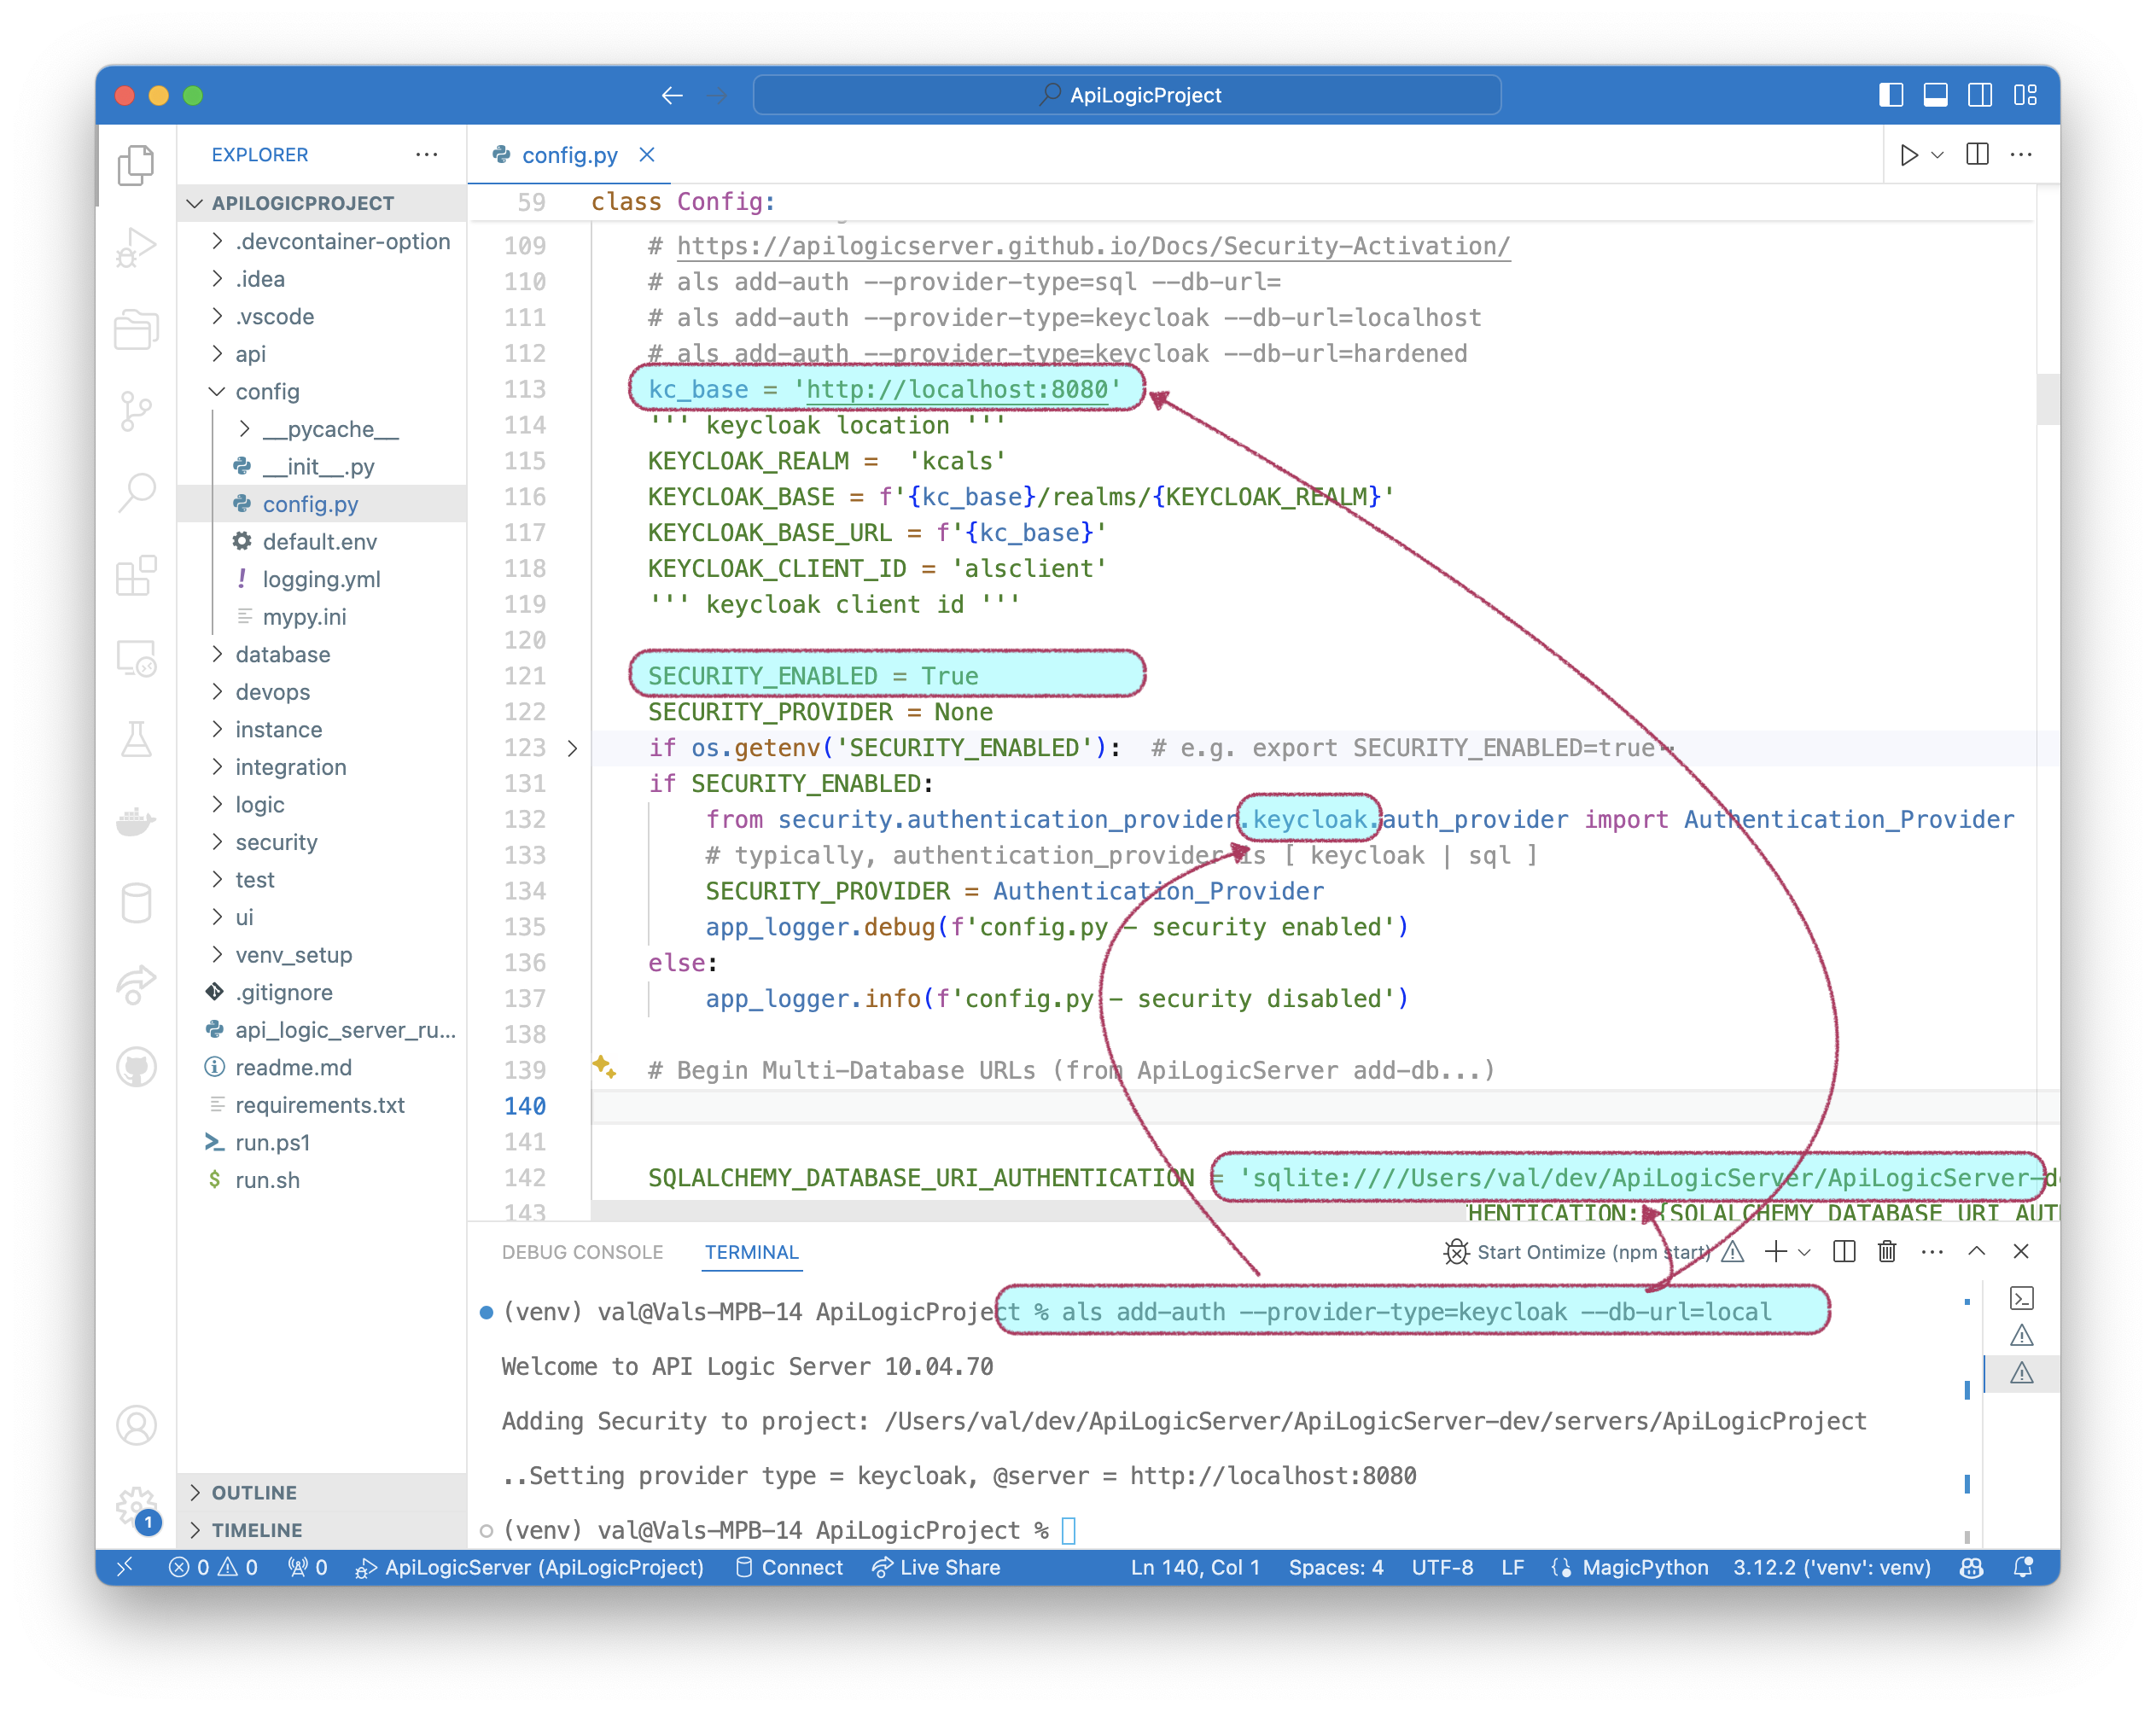 ApiLogicProject
EXPLORER
APILOGICPROJECT
.devcontainer-option
.idea
.vscode
api
config
__pycache__
__init__.py
config.py
default.env
logging.yml
mypy.ini
database
devops
instance
integration
logic
security
test
ui
venv_setup
.gitignore
api_logic_server_ru...
readme.md
requirements.txt
run.ps1
run.sh
OUTLINE
TIMELINE
config.py
59 class Config:
109 # https://apilogicserver.github.io/Docs/Security-Activation/
110 # als add-auth --provider-type=sql --db-url=
111 # als add-auth --provider-type=keycloak --db-url=localhost
112 # als add-auth --provider-type=keycloak --db-url=hardened
113 kc_base = 'http://localhost:8080'
114 ''' keycloak location '''
115 KEYCLOAK_REALM =  'kcals'
116 KEYCLOAK_BASE = f'{kc_base}/realms/{KEYCLOAK_REALM}'
117 KEYCLOAK_BASE_URL = f'{kc_base}'
118 KEYCLOAK_CLIENT_ID = 'alsclient'
119 ''' keycloak client id '''
120
121 SECURITY_ENABLED = True
122 SECURITY_PROVIDER = None
123 if os.getenv('SECURITY_ENABLED'):  # e.g. export SECURITY_ENABLED=true⋯
131 if SECURITY_ENABLED:
132 from security.authentication_provider.keycloak.auth_provider import Authentication_Provider
133 # typically, authentication_provider is [ keycloak | sql ]
134 SECURITY_PROVIDER = Authentication_Provider
135 app_logger.debug(f'config.py - security enabled')
136 else:
137 app_logger.info(f'config.py - security disabled')
138
139 # Begin Multi-Database URLs (from ApiLogicServer add-db...)
140
141
142 SQLALCHEMY_DATABASE_URI_AUTHENTICATION = 'sqlite:////Users/val/dev/ApiLogicServer/ApiLogicServer-de
143 HENTICATION: {SQLALCHEMY_DATABASE_URI_AUT
DEBUG CONSOLE
TERMINAL
Start Ontimize (npm start)
(venv) val@Vals-MPB-14 ApiLogicProject % als add-auth --provider-type=keycloak --db-url=local
Welcome to API Logic Server 10.04.70
Adding Security to project: /Users/val/dev/ApiLogicServer/ApiLogicServer-dev/servers/ApiLogicProject
..Setting provider type = keycloak, @server = http://localhost:8080
(venv) val@Vals-MPB-14 ApiLogicProject %
1
0 0 0 ApiLogicServer (ApiLogicProject) Connect Live Share Ln 140, Col 1 Spaces: 4 UTF-8 LF MagicPython 3.12.2 ('venv': venv)